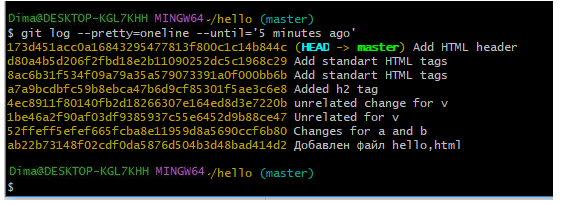 Dima@DESKTOP-KGL7KHH MINGW64 /hello (master)
$ git log --pretty=oneline --until='5 minutes ago'
173d451acc0a16843295477813f800c1c14b844c (HEAD -> master) Add HTML header
d80a4b5d206f2fbd18e2b11090252dc5c1968c29 Add standart HTML tags
8ac6b31f534f09a79a35a579073391a0f000bb6b Add standart HTML tags
a7a9bcdbfc59b8ebca47b6d9cf85301f5ae3c6e8 Added h2 tag
4ec8911f80140fb2d18266307e164ed8d3e7220b unrelated change for v
1be46a2f90af03df9385937c55e6452d9b88ce47 Unrelated for v
52ffeff5efef665fcba8e11959d8a5690ccf6b80 Changes for a and b
ab22b73148f02cdf0da5876d504b3d48bad414d2 Добавлен файл hello,html
Dima@DESKTOP-KGL7KHH MINGW64 /hello (master)
$